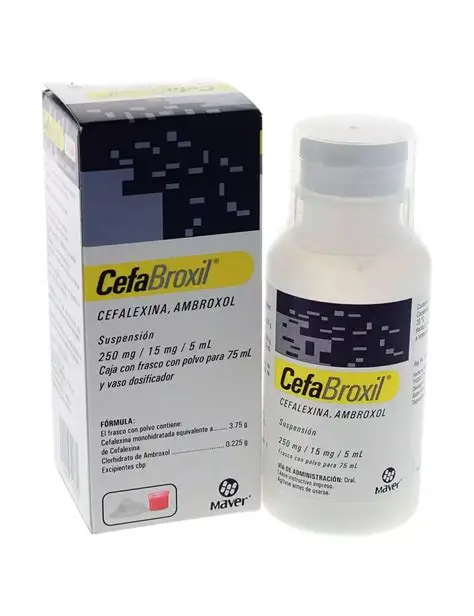 CefaBroxil®
CEFALEXINA, AMBROXOL
Suspensión
250 mg / 15 mg / 5 mL
Caja con frasco con polvo para 75 mL
y vaso dosificador
FÓRMULA:
El frasco con polvo contiene:
Cefalexina monohidratada equivalente a 3.75 g
de Cefalexina
Clorhidrato de Ambroxol 0.225 g
Excipientes cbp
Maver®
CefaBroxil®
CEFALEXINA, AMBROXOL
Suspensión
250 mg / 15 mg / 5 mL
frasco con polvo para 75 mL
VÍA DE ADMINISTRACIÓN: Oral.
Léase instructivo impreso.
Agítese antes de usarse.
Maver®